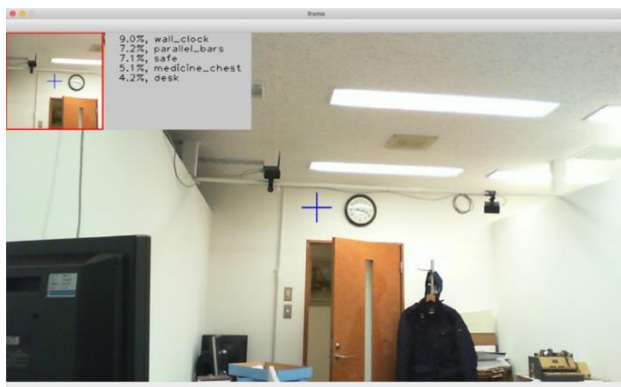 frame
9.0%, wall_clock
7.2%, parallel_bars
7.1%, safe
5.1%, medicine_chest
4.2%, desk